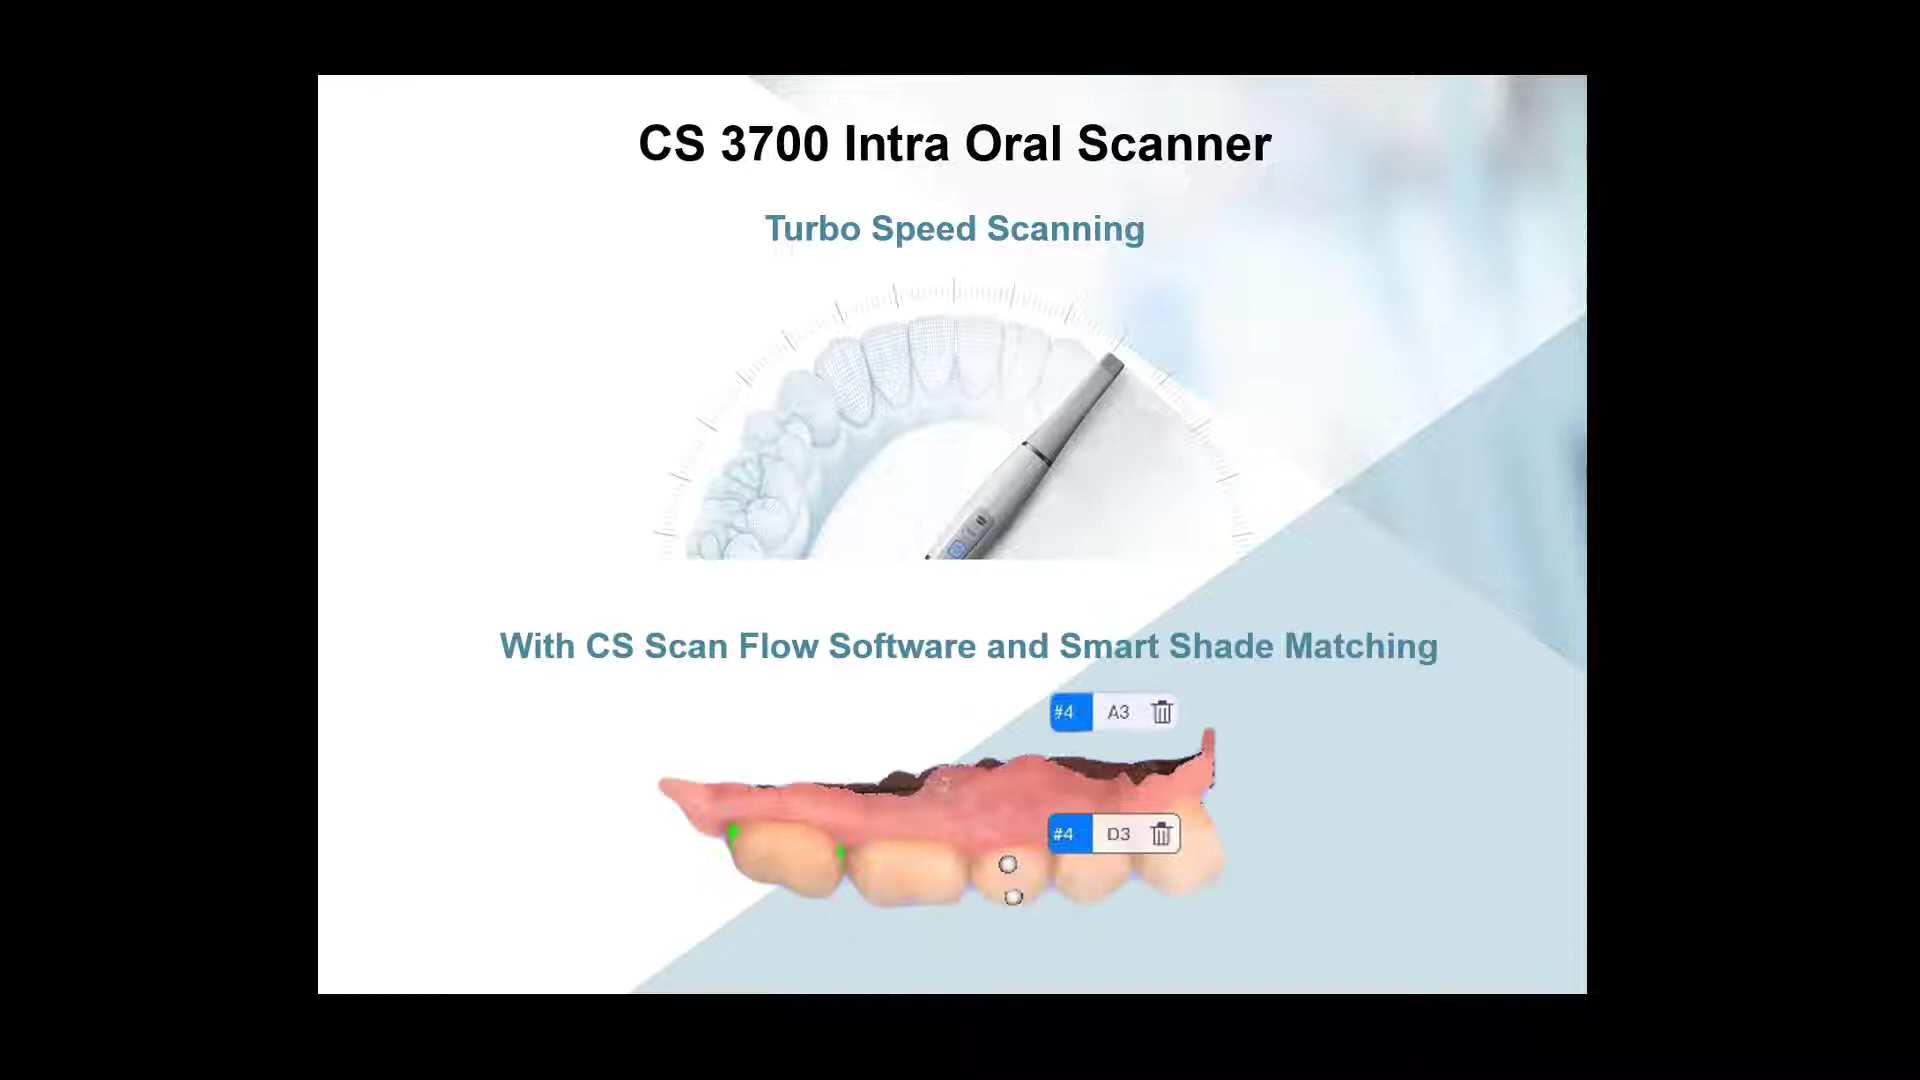 CS 3700 Intra Oral Scanner
Turbo Speed Scanning
With CS Scan Flow Software and Smart Shade Matching
#4 A3
#4 D3